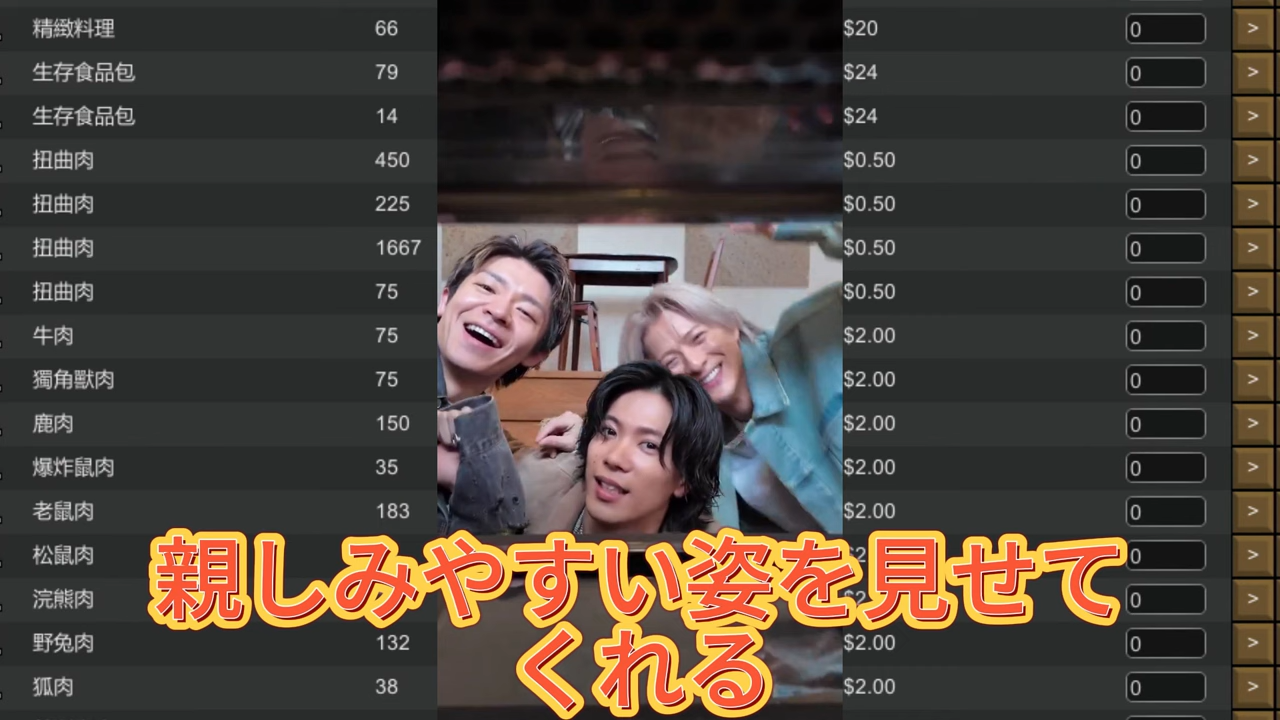 精緻料理 66 $20 0 >
生存食品包 79 $24 0 >
生存食品包 14 $24 0 >
扭曲肉 450 $0.50 0 >
扭曲肉 225 $0.50 0 >
扭曲肉 1667 $0.50 0 >
扭曲肉 75 $0.50 0 >
牛肉 75 $2.00 0 >
獨角獸肉 75 $2.00 0 >
鹿肉 150 $2.00 0 >
爆炸鼠肉 35 $2.00 0 >
老鼠肉 183 $2.00 0 >
松鼠肉 0 >
浣熊肉 0 >
野兔肉 132 $2.00 0 >
狐肉 38 $2.00 0 >
親しみやすい姿を見せて
くれる